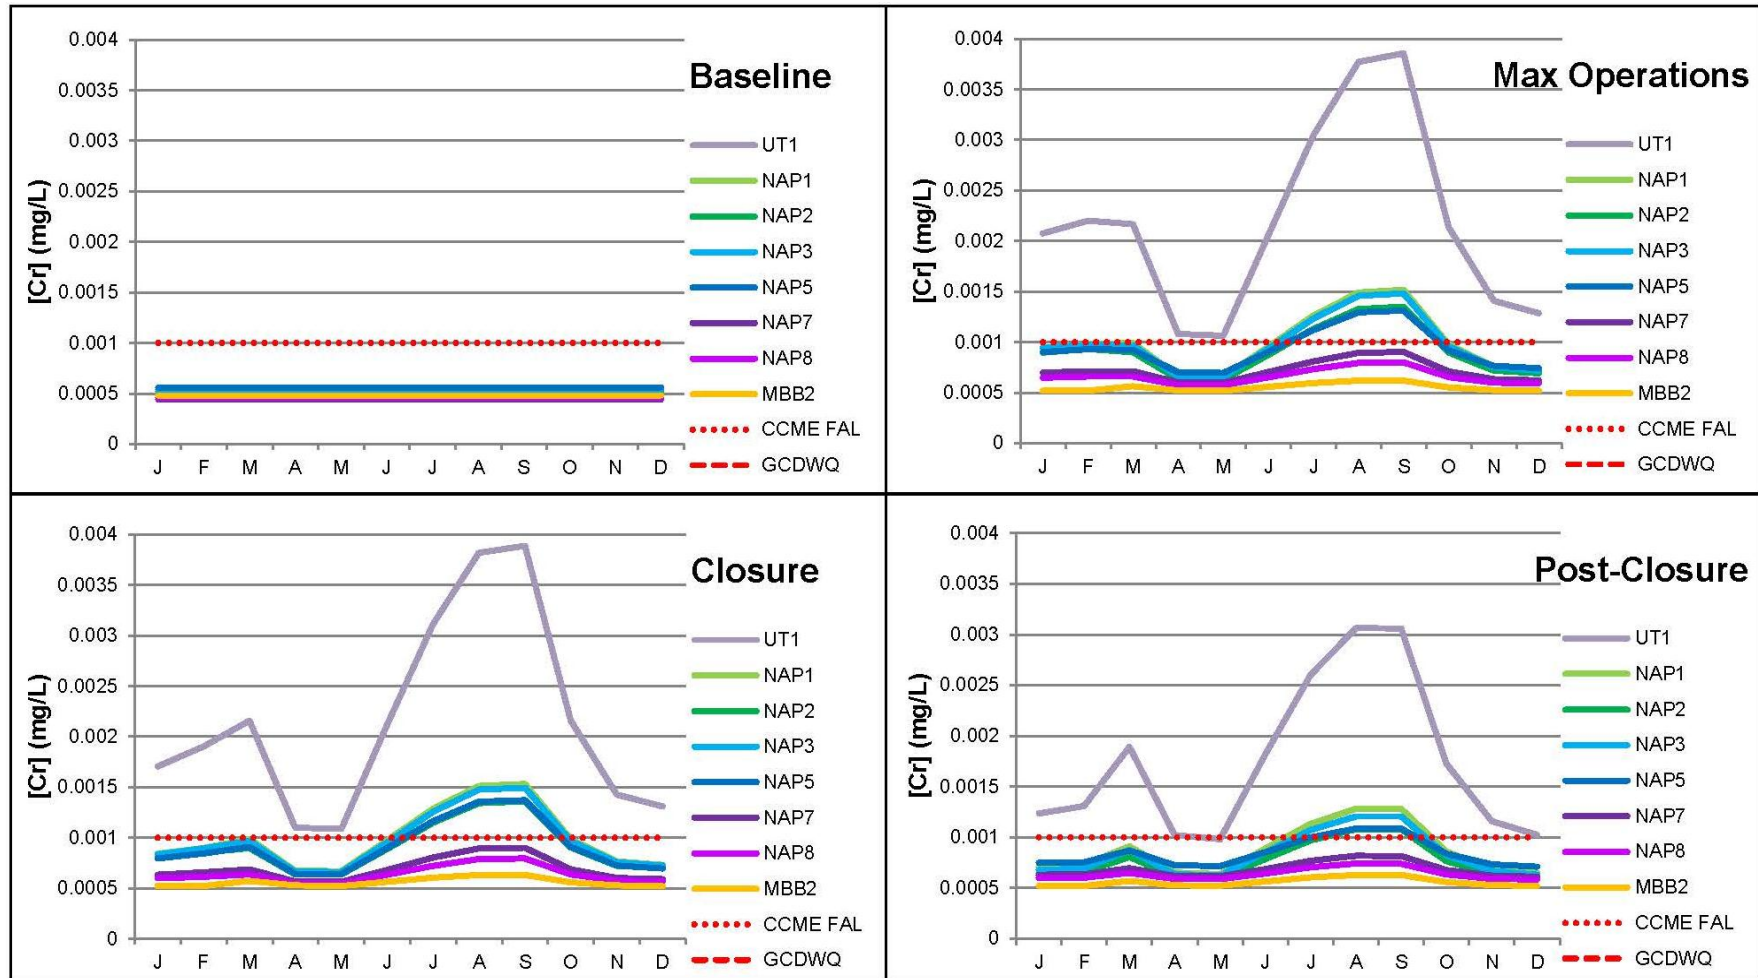 Baseline
[Cr] (mg/L)
0.004
0.0035
0.003
0.0025
0.002
0.0015
0.001
0.0005
0
J F M A M J J A S O N D
UT1
NAP1
NAP2
NAP3
NAP5
NAP7
NAP8
MBB2
CCME FAL
GCDWQ
Max Operations
[Cr] (mg/L)
0.004
0.0035
0.003
0.0025
0.002
0.0015
0.001
0.0005
0
J F M A M J J A S O N D
UT1
NAP1
NAP2
NAP3
NAP5
NAP7
NAP8
MBB2
CCME FAL
GCDWQ
Closure
[Cr] (mg/L)
0.004
0.0035
0.003
0.0025
0.002
0.0015
0.001
0.0005
0
J F M A M J J A S O N D
UT1
NAP1
NAP2
NAP3
NAP5
NAP7
NAP8
MBB2
CCME FAL
GCDWQ
Post-Closure
[Cr] (mg/L)
0.004
0.0035
0.003
0.0025
0.002
0.0015
0.001
0.0005
0
J F M A M J J A S O N D
UT1
NAP1
NAP2
NAP3
NAP5
NAP7
NAP8
MBB2
CCME FAL
GCDWQ